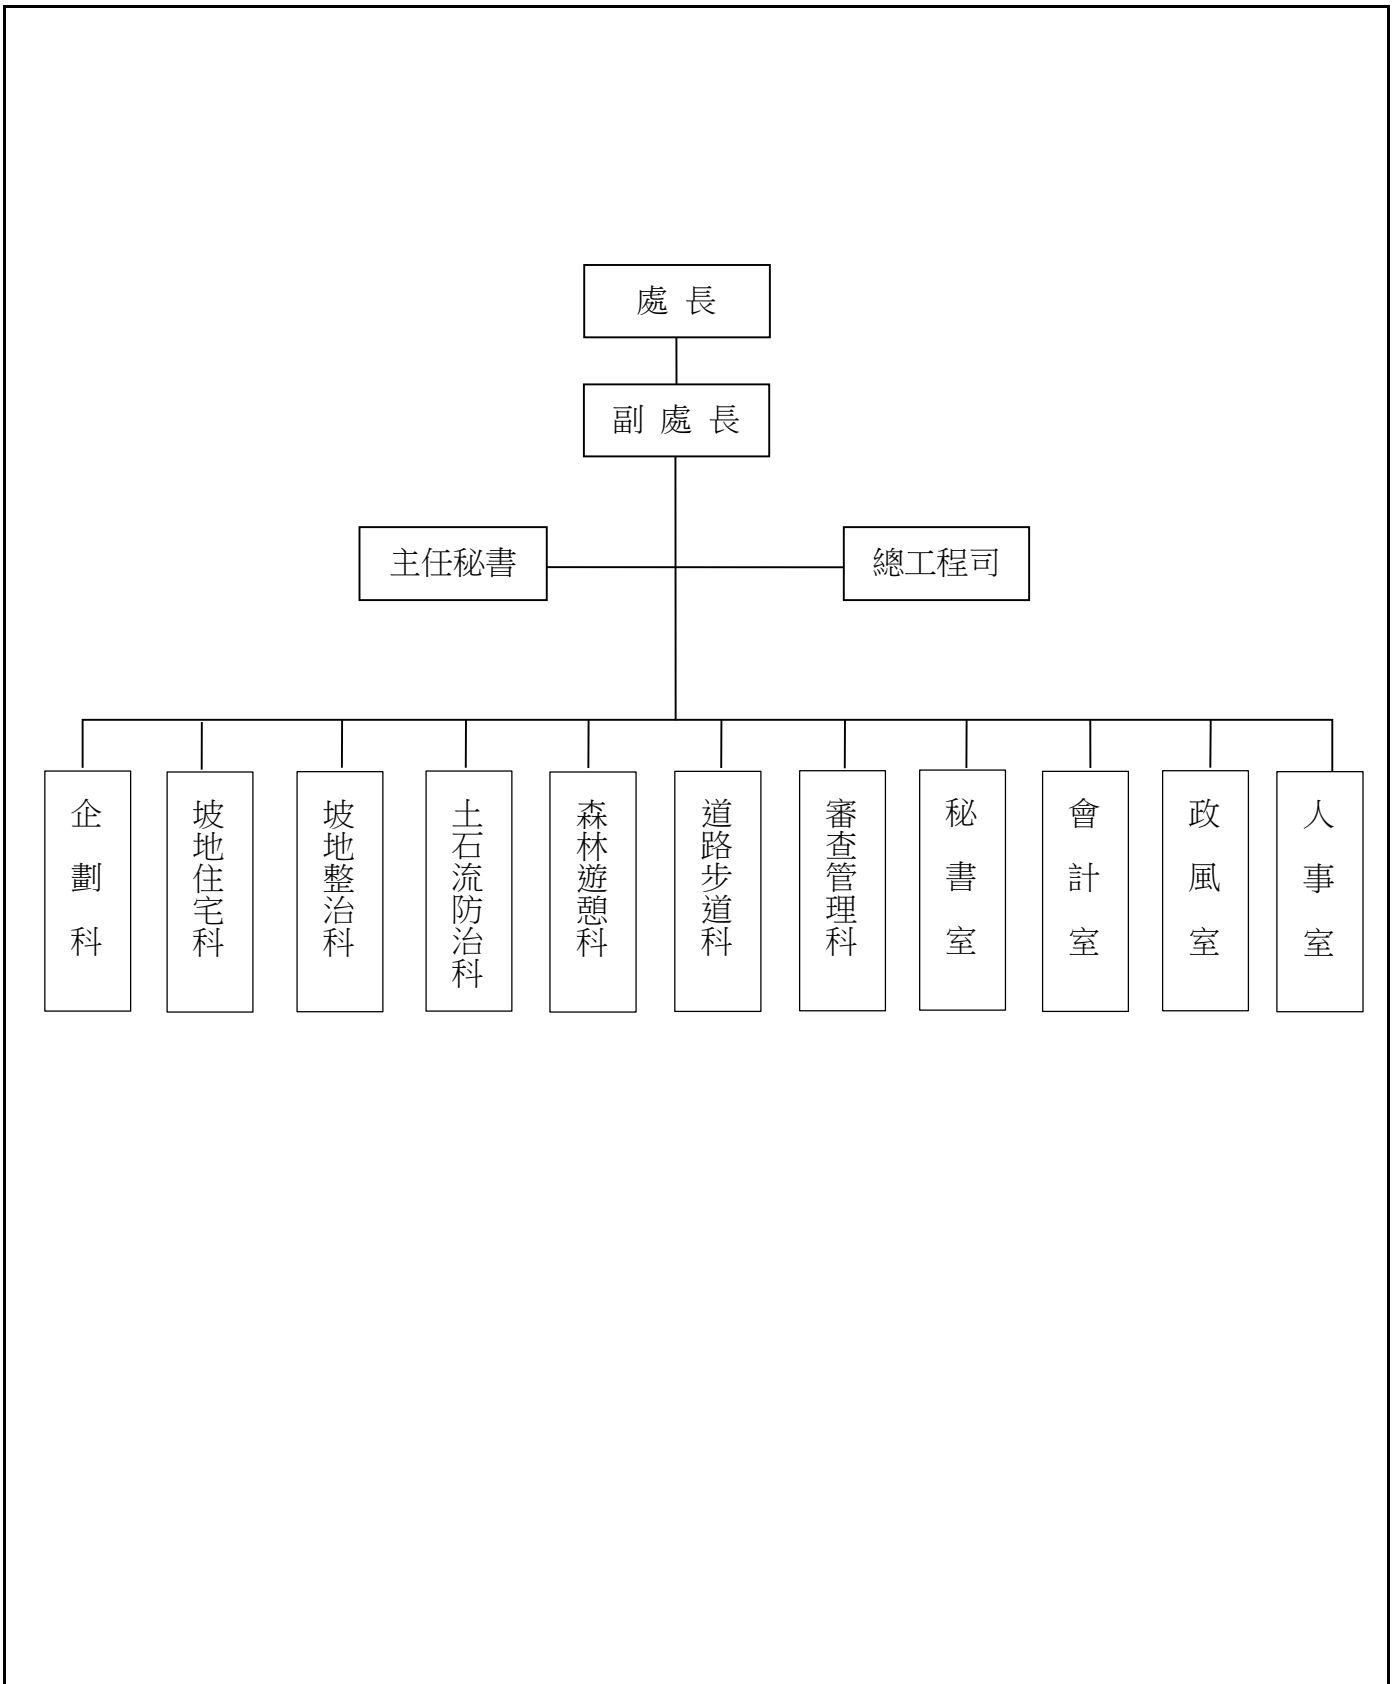 處 長
副 處 長
主任秘書
總工程司
企劃科
坡地住宅科
坡地整治科
土石流防治科
森林遊憩科
道路步道科
審查管理科
秘書室
會計室
政風室
人事室